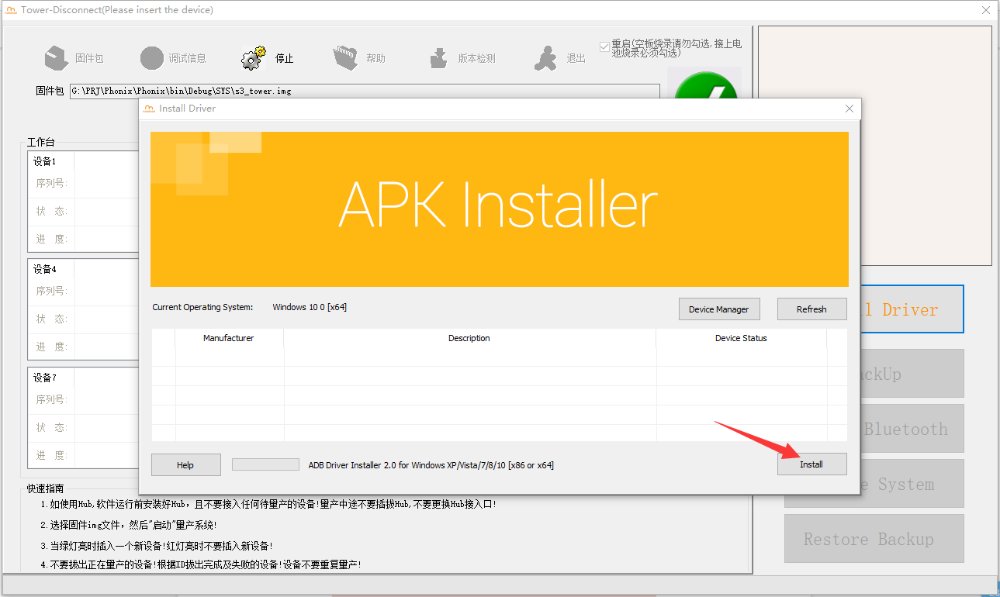 Tower-Disconnect(Please insert the device)
固件包
调试信息
停止
帮助
版本检测
退出
重启(空板烧录请勿勾选,接上电
池烧录必须勾选)
固件包
G:\PRJ\Phonix\Phonix\bin\Debug\SYS\s3_tower.img
Install Driver
APK Installer
Current Operating System:
Windows 10 0 [x64]
Device Manager
Refresh
Manufacturer
Description
Device Status
Help
ADB Driver Installer 2.0 for Windows XP/Vista/7/8/10 [x86 or x64]
Install
工作台
设备1
序列号:
状 态:
进 度:
设备4
序列号:
状 态:
进 度:
设备7
序列号:
状 态:
进 度:
l Driver
ckUp
Bluetooth
e System
Restore Backup
快速指南
1.如使用Hub,软件运行前安装好Hub，且不要接入任何待量产的设备!量产中途不要插拔Hub,不要更换Hub接入口!
2.选择固件img文件，然后"启动"量产系统!
3.当绿灯亮时插入一个新设备!红灯亮时不要插入新设备!
4.不要拔出正在量产的设备!根据ID拔出完成及失败的设备!设备不要重复量产!